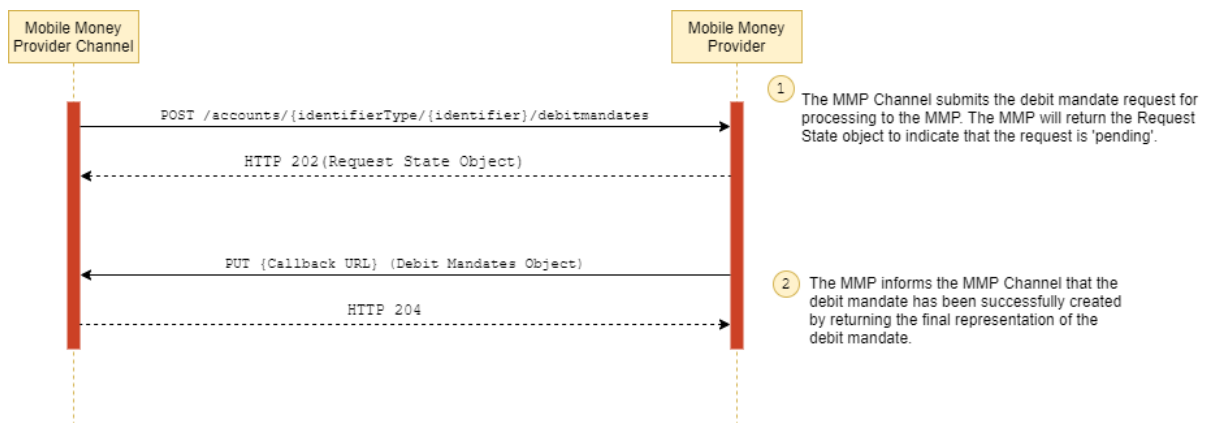 Mobile Money
Provider Channel
Mobile Money
Provider
1
The MMP Channel submits the debit mandate request for
processing to the MMP. The MMP will return the Request
State object to indicate that the request is 'pending'.
POST /accounts/{identifierType/{identifier}/debitmandates
HTTP 202(Request State Object)
PUT {Callback URL} (Debit Mandates Object)
2
The MMP informs the MMP Channel that the
debit mandate has been successfully created
by returning the final representation of the
debit mandate.
HTTP 204